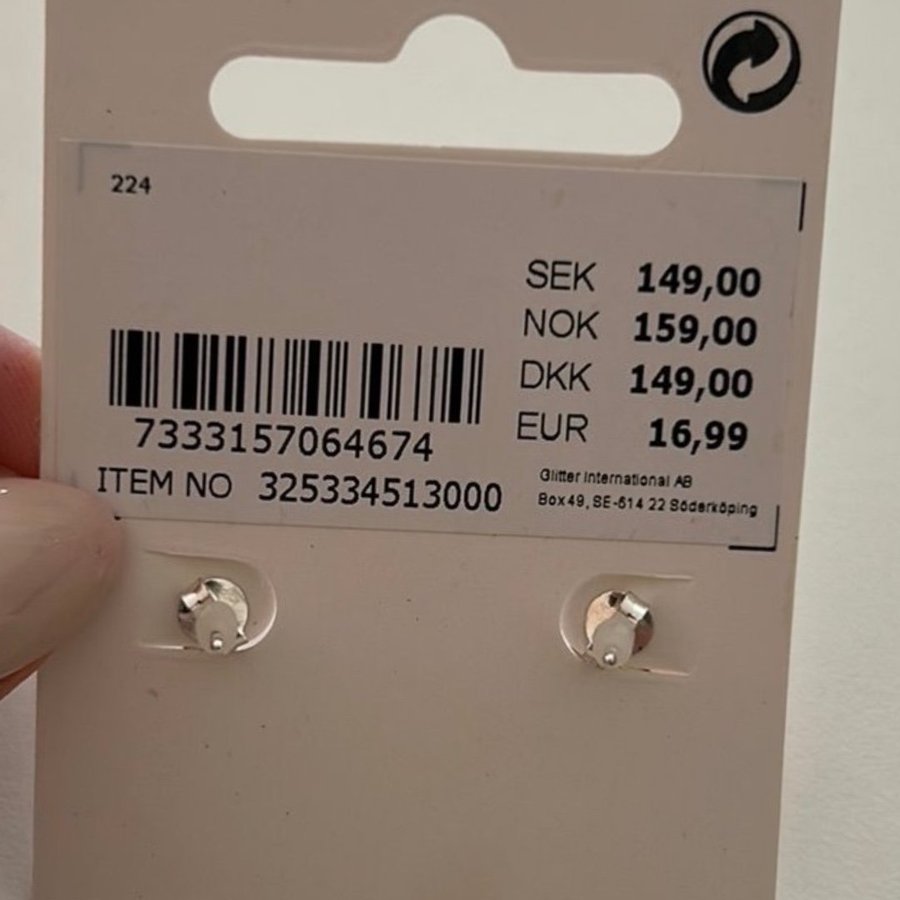 224
SEK 149,00
NOK 159,00
DKK 149,00
EUR 16,99
7333157064674
ITEM NO 325334513000
Glitter International AB
Box 49, SE-614 22 Söderköping